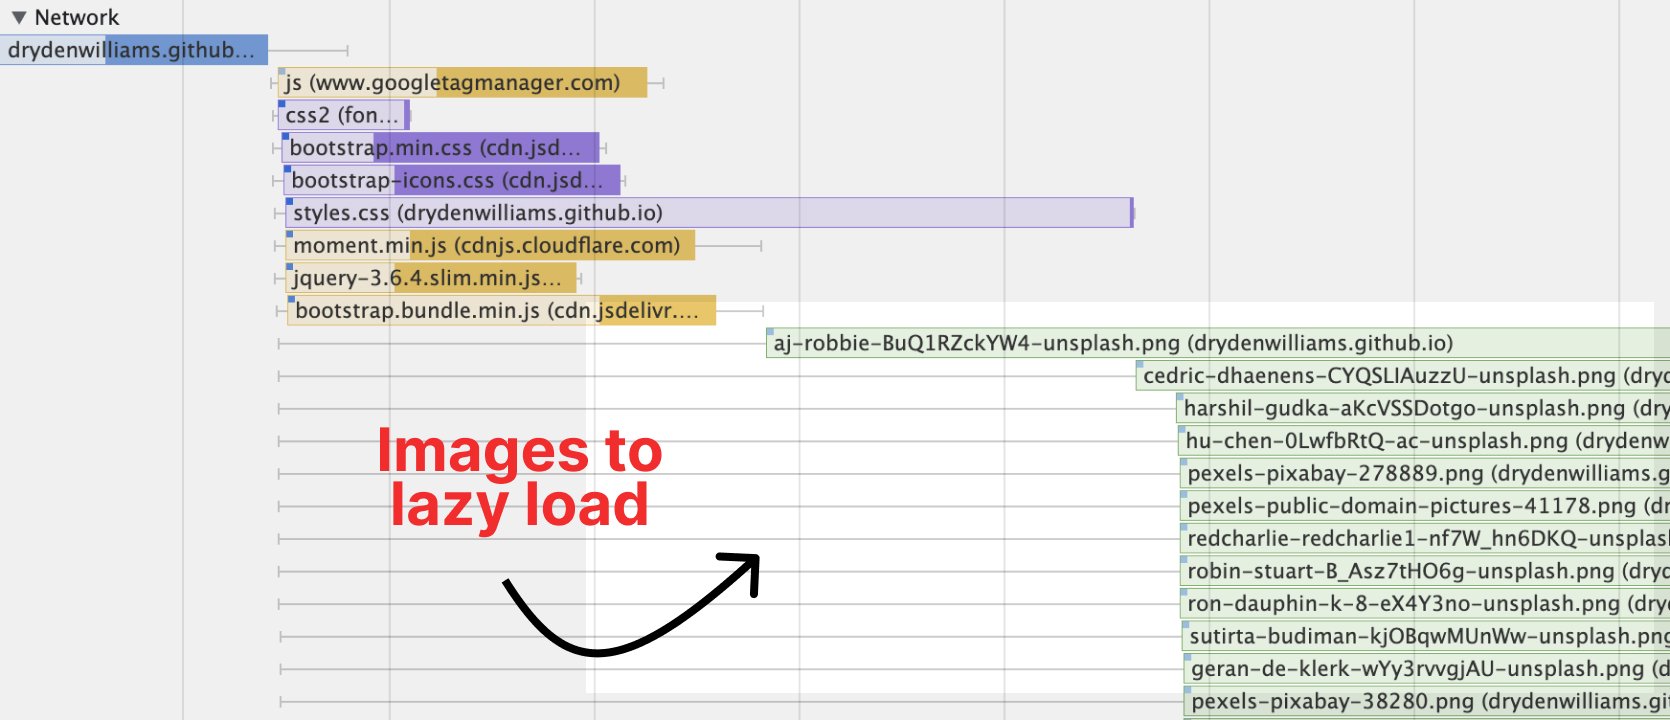 Network
drydenwilliams.github...
js (www.googletagmanager.com)
css2 (fon...
bootstrap.min.css (cdn.jsd...
bootstrap-icons.css (cdn.jsd...
styles.css (drydenwilliams.github.io)
moment.min.js (cdnjs.cloudflare.com)
jquery-3.6.4.slim.min.js...
bootstrap.bundle.min.js (cdn.jsdelivr....
aj-robbie-BuQ1RZckYW4-unsplash.png (drydenwilliams.github.io)
cedric-dhaenens-CYQSLIAuzzU-unsplash.png (dryd
harshil-gudka-aKcVSSDotgo-unsplash.png (dry
hu-chen-0LwfbRtQ-ac-unsplash.png (drydenw
pexels-pixabay-278889.png (drydenwilliams.g
pexels-public-domain-pictures-41178.png (dr
redcharlie-redcharlie1-nf7W_hn6DKQ-unsplash
robin-stuart-B_Asz7tHO6g-unsplash.png (dryd
ron-dauphin-k-8-eX4Y3no-unsplash.png (dry
sutirta-budiman-kjOBqwMUnWw-unsplash.png
geran-de-klerk-wYy3rvvgjAU-unsplash.png (d
pexels-pixabay-38280.png (drydenwilliams.git
Images to
lazy load